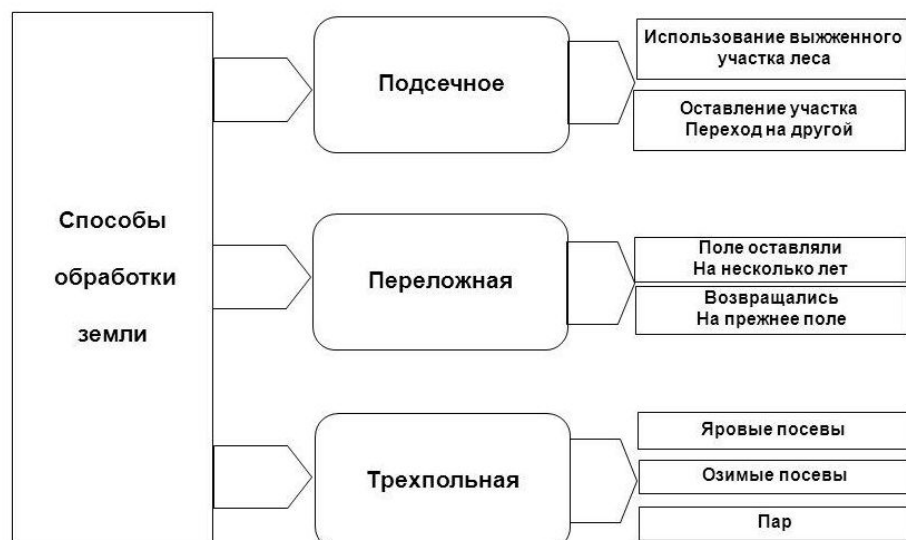 Способы
обработки
земли
Подсечное
Использование выжженного
участка леса
Оставление участка
Переход на другой
Переложная
Поле оставляли
На несколько лет
Возвращались
На прежнее поле
Трехпольная
Яровые посевы
Озимые посевы
Пар